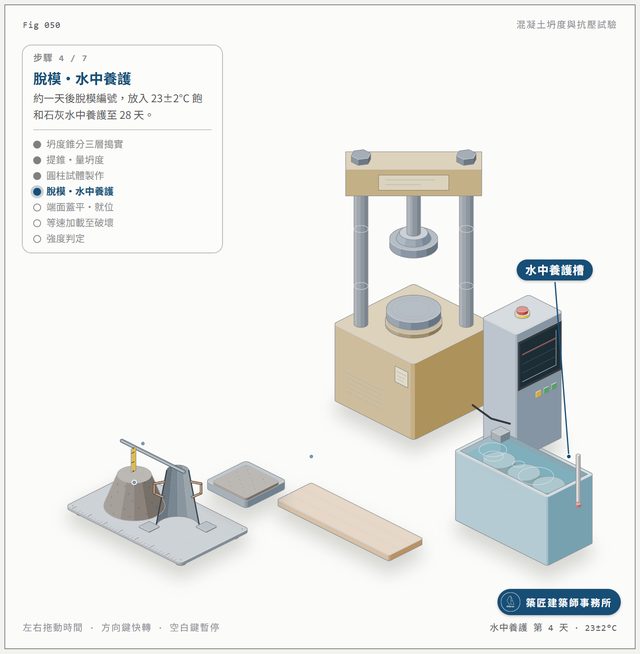 Fig 050
混凝土坍度與抗壓試驗
步驟 4 / 7
脫模・水中養護
約一天後脫模編號，放入 23±2°C 飽
和石灰水中養護至 28 天。
坍度錐分三層搗實
提錐・量坍度
圓柱試體製作
脫模・水中養護
端面蓋平・就位
等速加載至破壞
強度判定
水中養護槽
築匠建築師事務所
左右拖動時間 · 方向鍵快轉 · 空白鍵暫停
水中養護 第 4 天 · 23±2°C